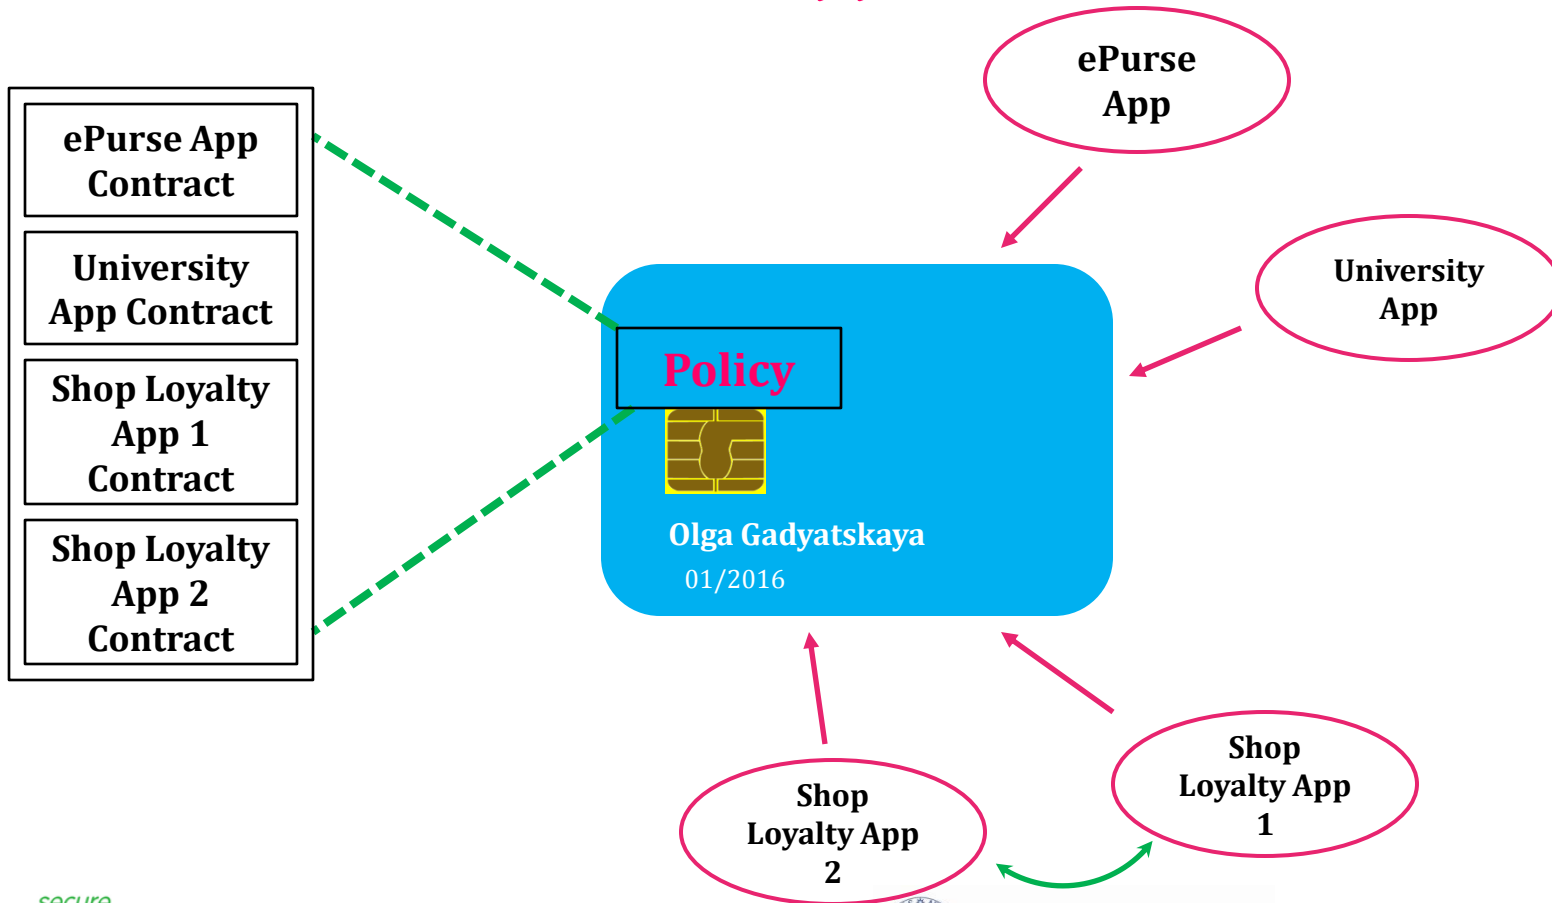 ePurse
App
ePurse App
Contract
University
App Contract
Shop Loyalty
App 1
Contract
Shop Loyalty
App 2
Contract
University
App
Policy
Olga Gadyatskaya
01/2016
Shop
Loyalty App
1
Shop
Loyalty App
2
secure